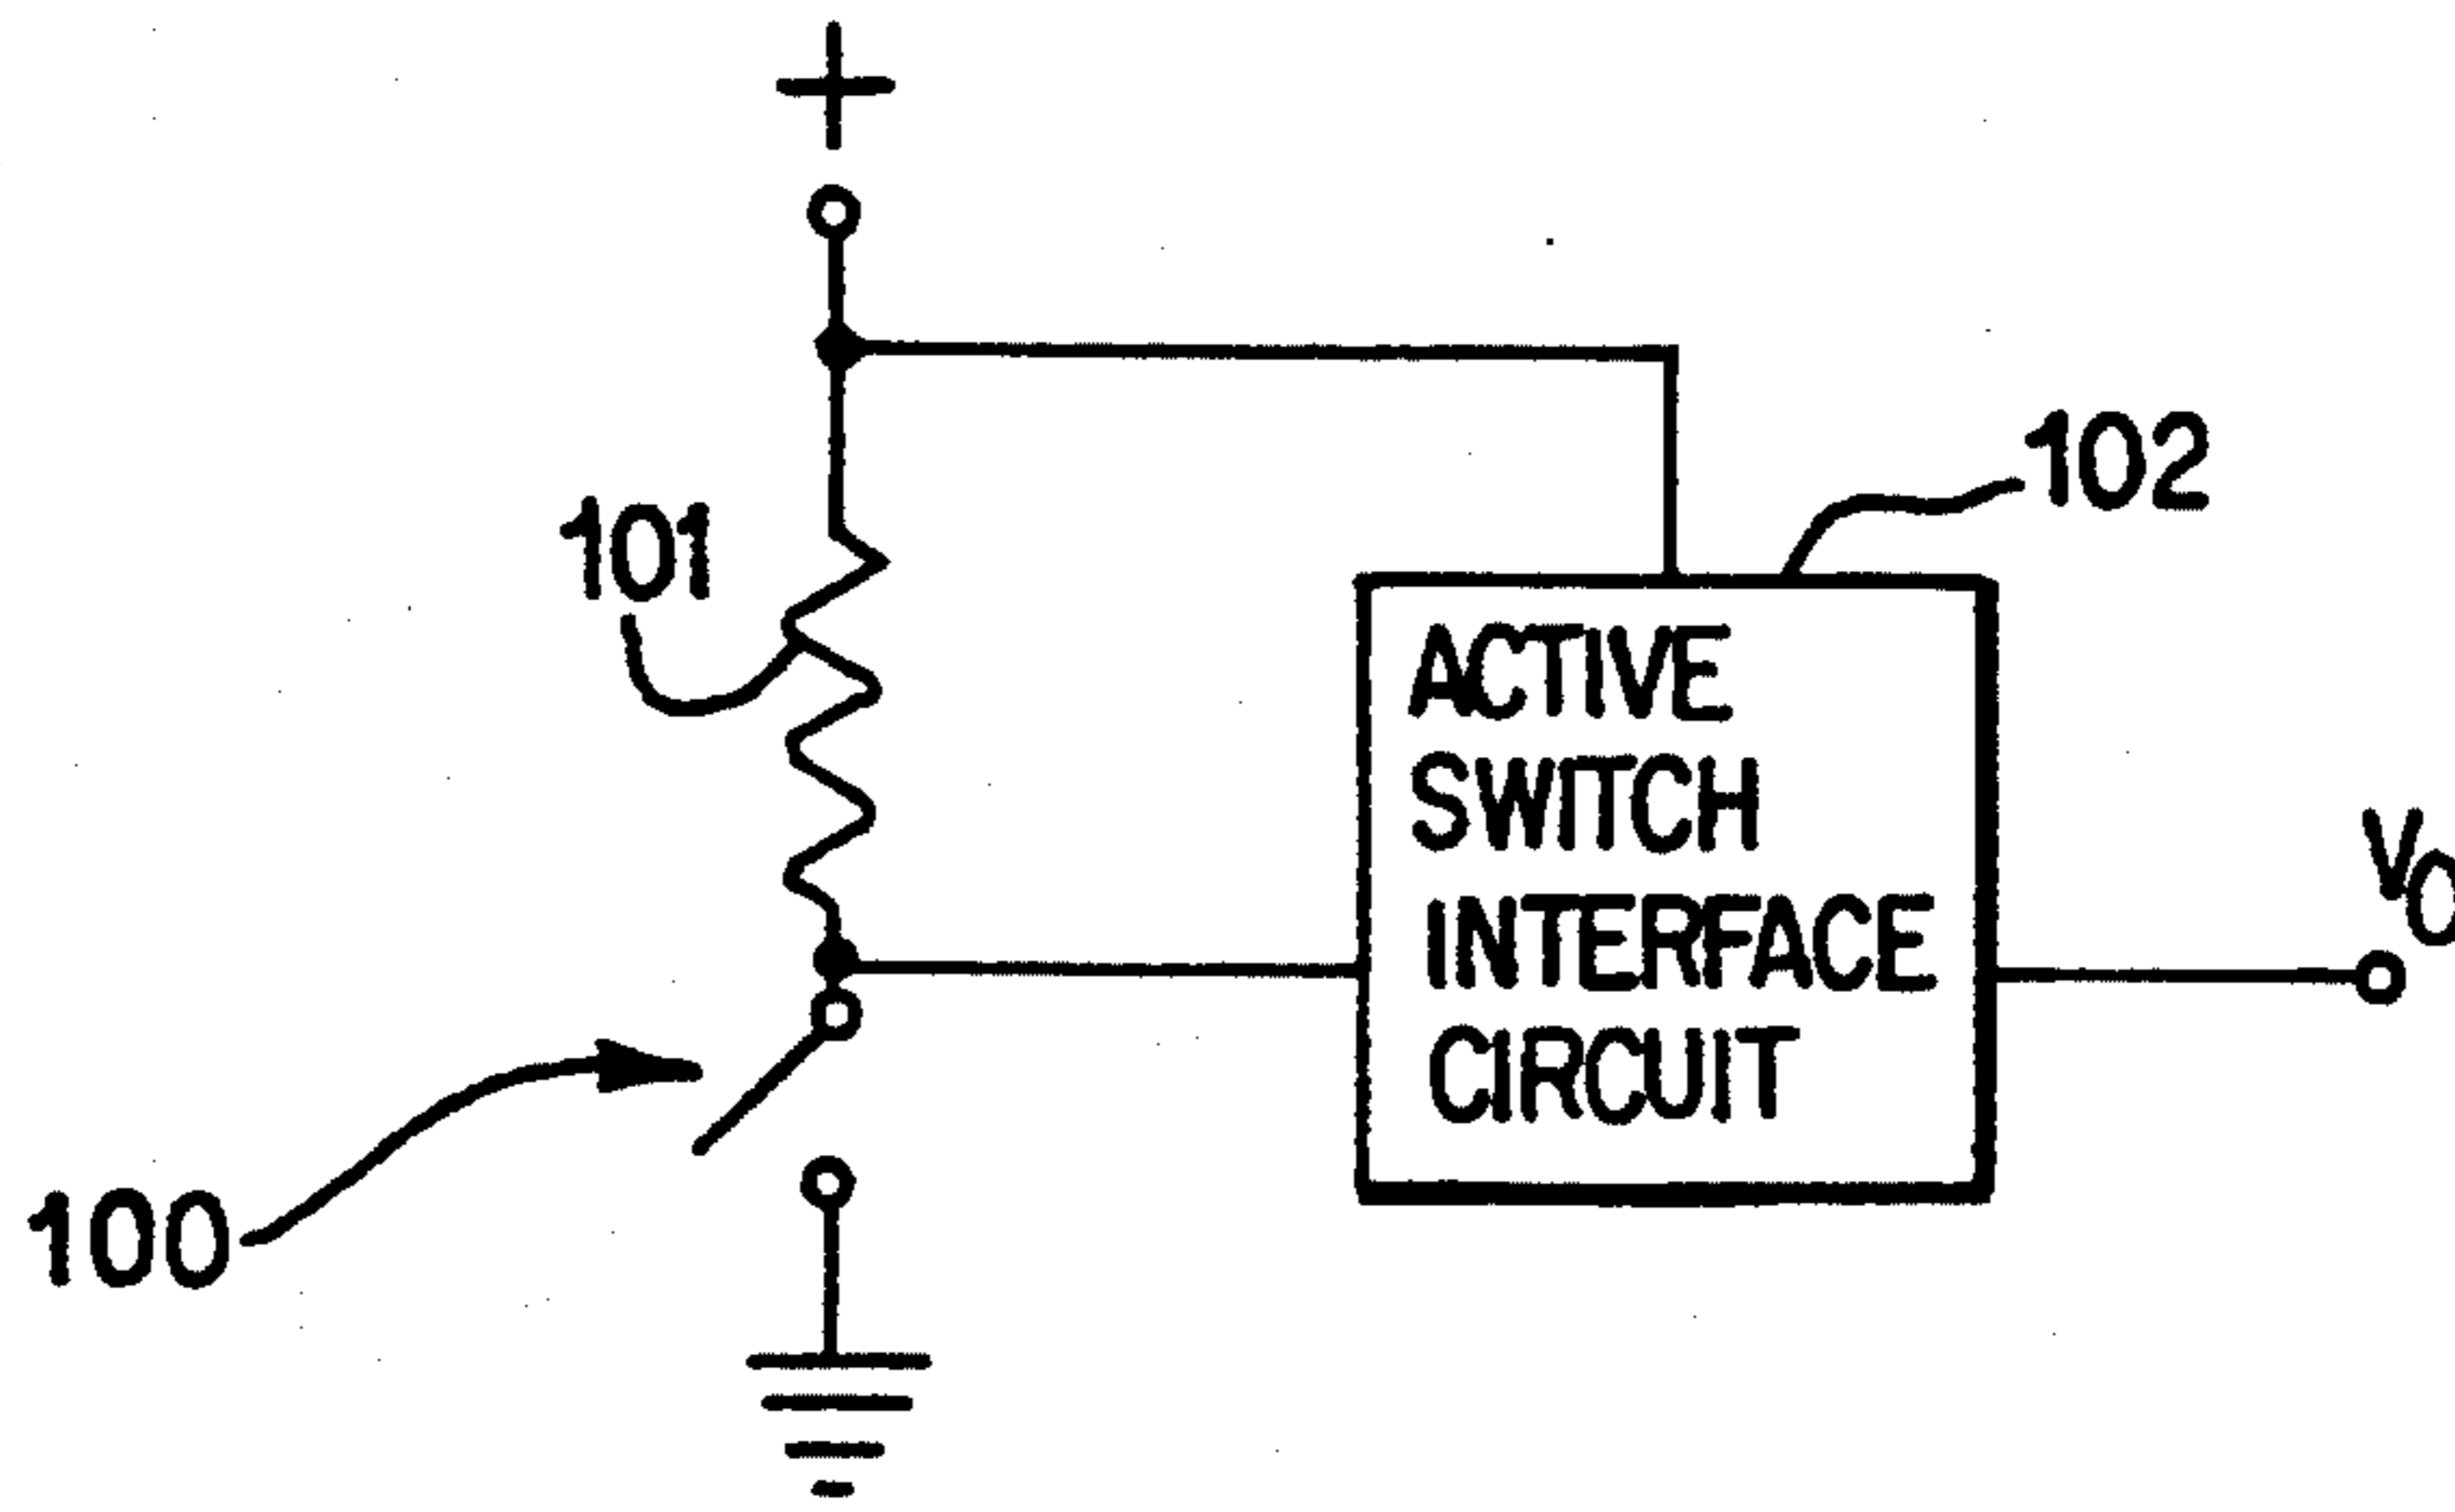 +
102
101
ACTIVE
SWITCH
INTERFACE
CIRCUIT
VO
100